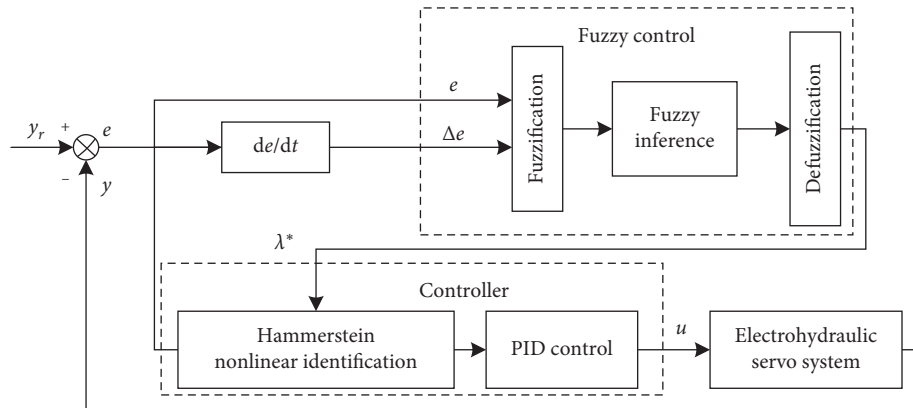 Fuzzy control
e
y_r
+
e
−
y
de/dt
Δe
Fuzzification
Fuzzy
inference
Defuzzification
λ*
Controller
Hammerstein
nonlinear identification
PID control
u
Electrohydraulic
servo system